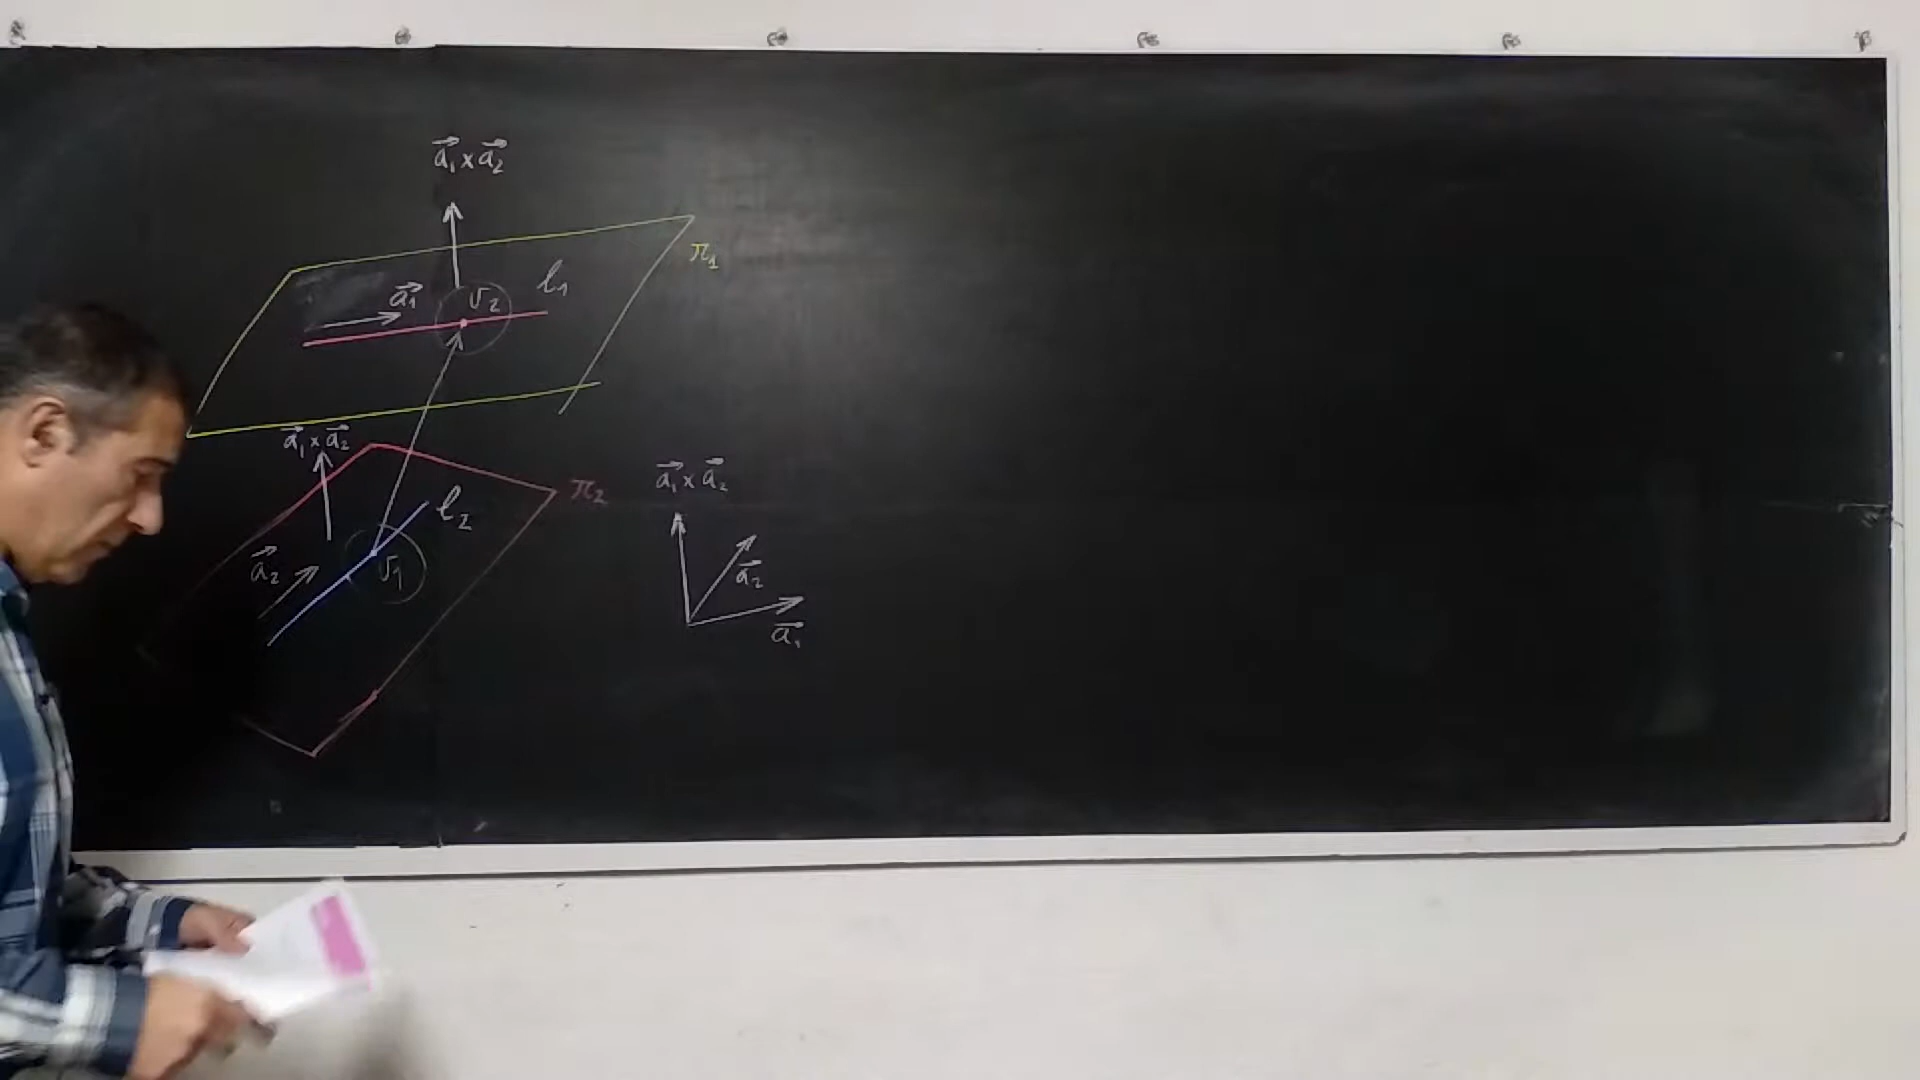 a⃗₁ × a⃗₂
π₁
l₁
a⃗₁
r₂
a⃗₁ × a⃗₂
π₂
l₂
a⃗₂
r₁
a⃗₁ × a⃗₂
a⃗₂
a⃗₁